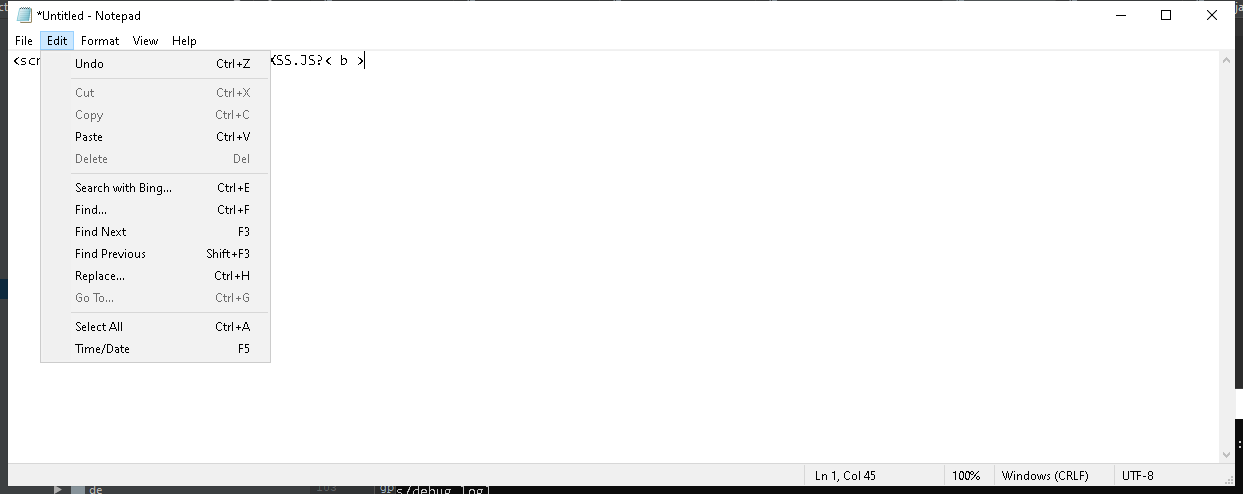 *Untitled - Notepad
File Edit Format View Help
<scr XSS.JS?< b >
Undo Ctrl+Z
Cut Ctrl+X
Copy Ctrl+C
Paste Ctrl+V
Delete Del
Search with Bing... Ctrl+E
Find... Ctrl+F
Find Next F3
Find Previous Shift+F3
Replace... Ctrl+H
Go To... Ctrl+G
Select All Ctrl+A
Time/Date F5
Ln 1, Col 45 100% Windows (CRLF) UTF-8
de 103 s/debug.log]